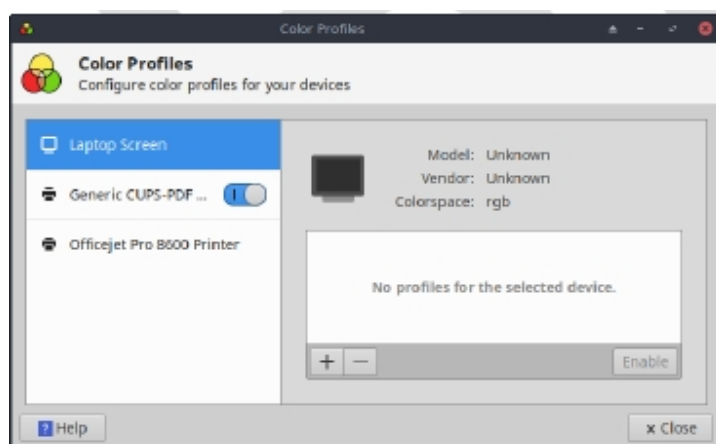 Color Profiles
Color Profiles
Configure color profiles for your devices
Laptop Screen
Generic CUPS-PDF ...
Officejet Pro 8600 Printer
Model: Unknown
Vendor: Unknown
Colorspace: rgb
No profiles for the selected device.
+ −
Enable
? Help
x Close